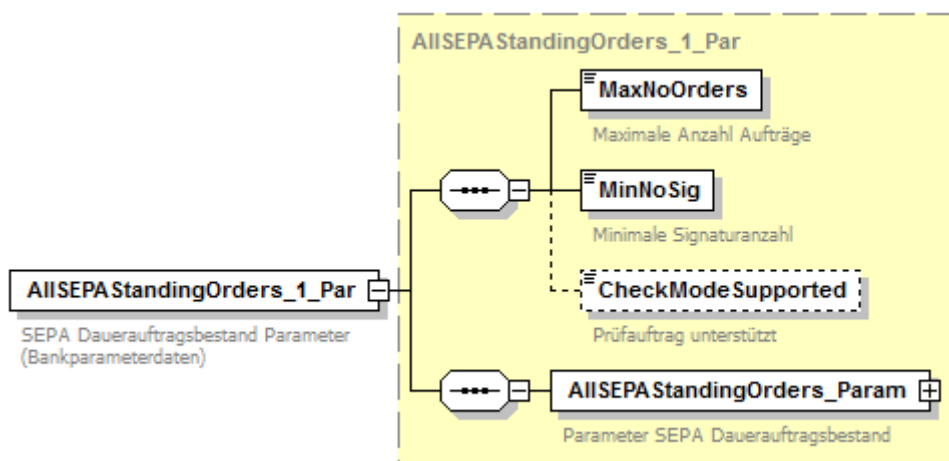 AllSEPAStandingOrders_1_Par
MaxNoOrders
Maximale Anzahl Aufträge
MinNoSig
Minimale Signaturanzahl
AllSEPAStandingOrders_1_Par
SEPA Dauerauftragsbestand Parameter
(Bankparameterdaten)
CheckModeSupported
Prüfauftrag unterstützt
AllSEPAStandingOrders_Param
Parameter SEPA Dauerauftragsbestand